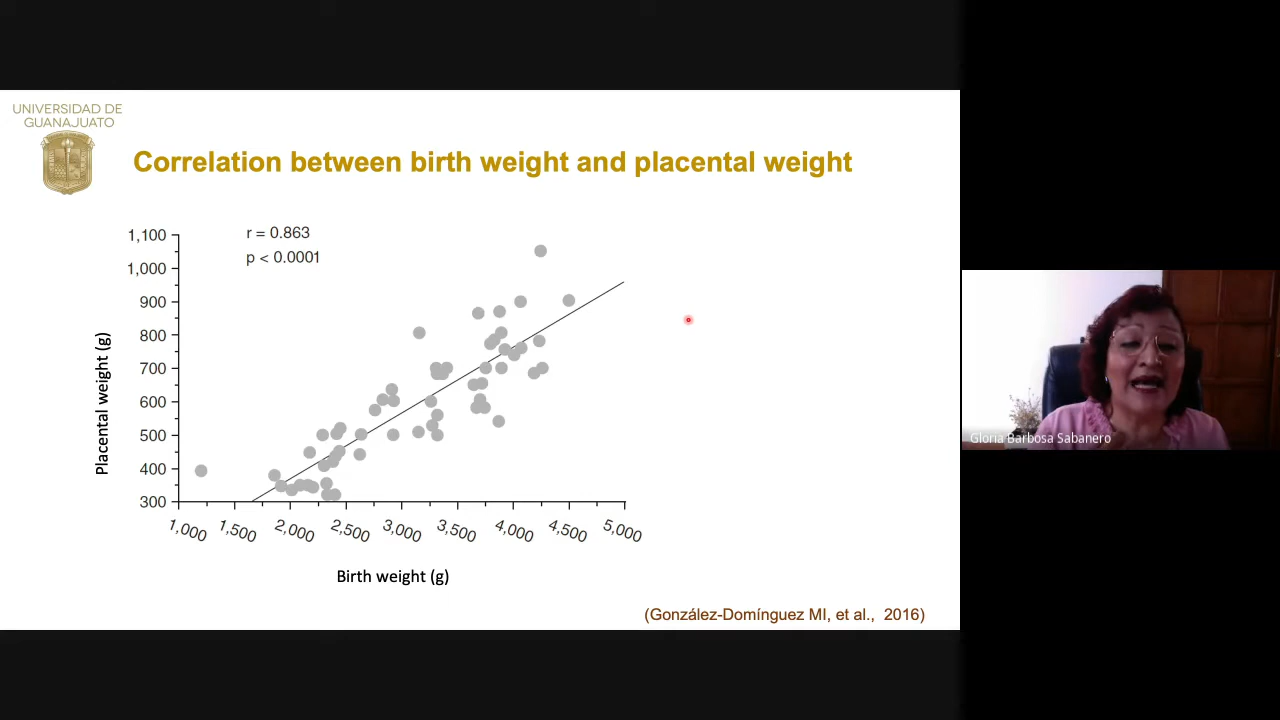 UNIVERSIDAD DE
GUANAJUATO
Correlation between birth weight and placental weight
r = 0.863
p < 0.0001
1,100
1,000
900
800
700
600
500
400
300
Placental weight (g)
1,000 1,500 2,000 2,500 3,000 3,500 4,000 4,500 5,000
Birth weight (g)
(González-Domínguez MI, et al., 2016)
Gloria Barbosa Sabanero